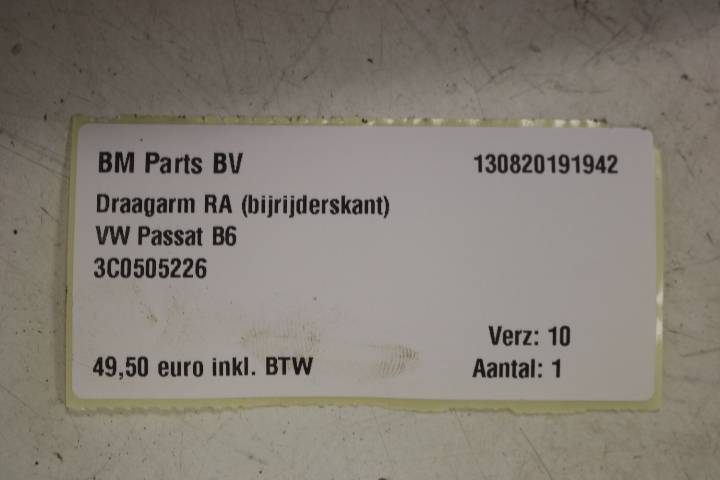 BM Parts BV 130820191942
Draagarm RA (bijrijderskant)
VW Passat B6
3C0505226
Verz: 10
49,50 euro inkl. BTW Aantal: 1